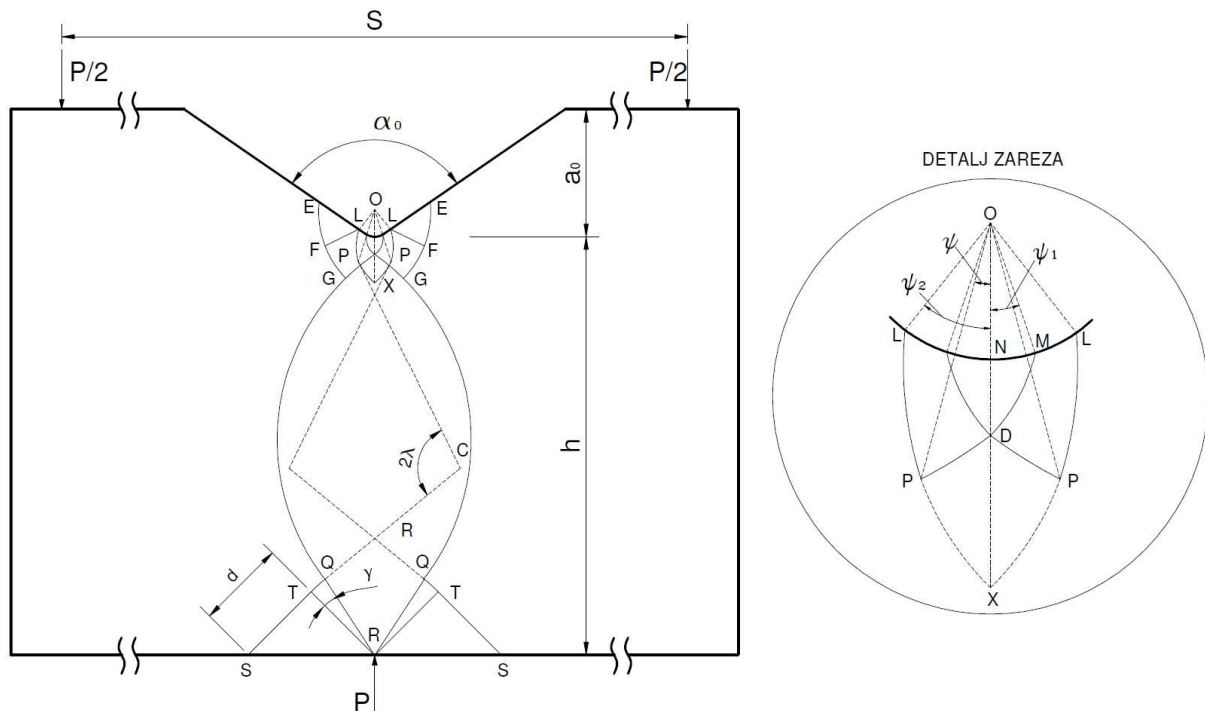 S
P/2
P/2
α₀
a₀
O
E
L
L
E
F
P
P
F
G
X
G
h
C
2λ
R
d
Q
Q
T
γ
T
R
S
S
P
DETALJ ZAREZA
O
ψ
ψ₁
ψ₂
L
N
M
L
D
P
P
X